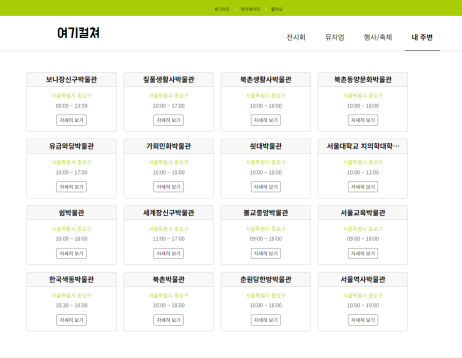 로그아웃 마이페이지 좋아요
여기걸쳐
전시회 뮤지엄 행사/축제 내 주변
보나장신구박물관 짚풀생활사박물관 북촌생활사박물관 북촌동양문화박물관
서울특별시 종로구 서울특별시 종로구 서울특별시 종로구 서울특별시 종로구
00:00 ~ 23:59 10:00 ~ 17:00 10:00 ~ 18:00 10:00 ~ 18:00
자세히 보기 자세히 보기 자세히 보기 자세히 보기
유금와당박물관 가회민화박물관 쇳대박물관 서울대학교 치의학대학…
서울특별시 종로구 서울특별시 종로구 서울특별시 종로구 서울특별시 종로구
10:00 ~ 17:00 10:00 ~ 18:00 10:00 ~ 18:00 10:00 ~ 12:00
자세히 보기 자세히 보기 자세히 보기 자세히 보기
쉼박물관 세계장신구박물관 불교중앙박물관 서울교육박물관
서울특별시 종로구 서울특별시 종로구 서울특별시 종로구 서울특별시 종로구
10:00 ~ 18:00 11:00 ~ 17:00 09:00 ~ 18:00 09:00 ~ 18:00
자세히 보기 자세히 보기 자세히 보기 자세히 보기
한국색동박물관 북촌박물관 춘원당한방박물관 서울역사박물관
서울특별시 종로구 서울특별시 종로구 서울특별시 종로구 서울특별시 종로구
10:30 ~ 18:30 10:00 ~ 18:00 10:00 ~ 18:00 10:00 ~ 19:00
자세히 보기 자세히 보기 자세히 보기 자세히 보기